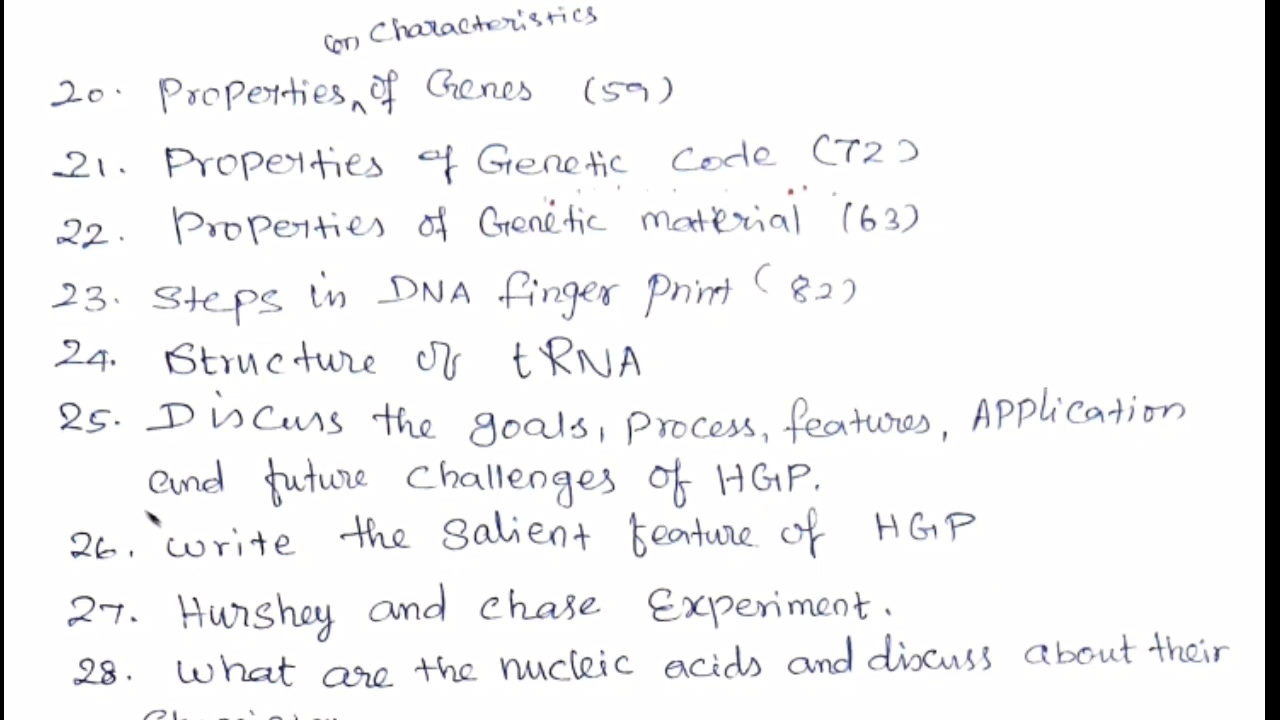 (or) Characteristics
20. Properties ^ of Genes (59)
21. Properties of Genetic Code (72)
22. Properties of Genetic material (63)
23. Steps in DNA finger print (82)
24. Structure of tRNA
25. Discuss the goals, process, features, Application
and future challenges of HGP.
26. Write the Salient feature of HGP
27. Hurshey and chase Experiment.
28. What are the nucleic acids and discuss about their